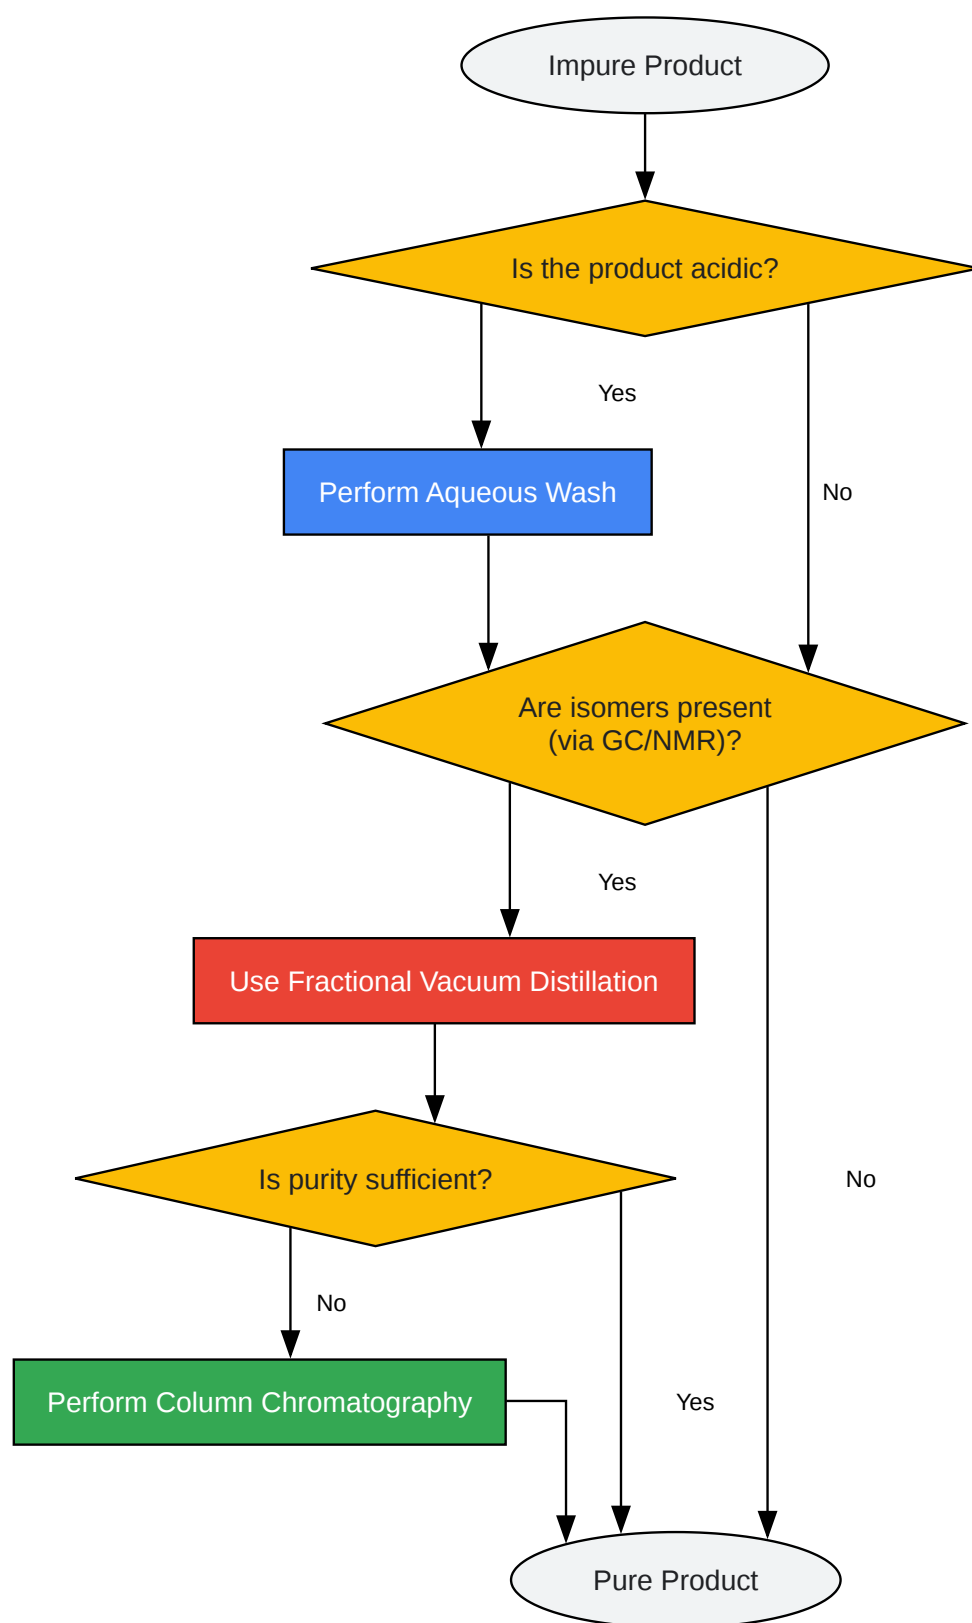 Impure Product
Is the product acidic?
Yes
Perform Aqueous Wash
No
Are isomers present
(via GC/NMR)?
Yes
Use Fractional Vacuum Distillation
Is purity sufficient?
No
No
Perform Column Chromatography
Yes
Pure Product